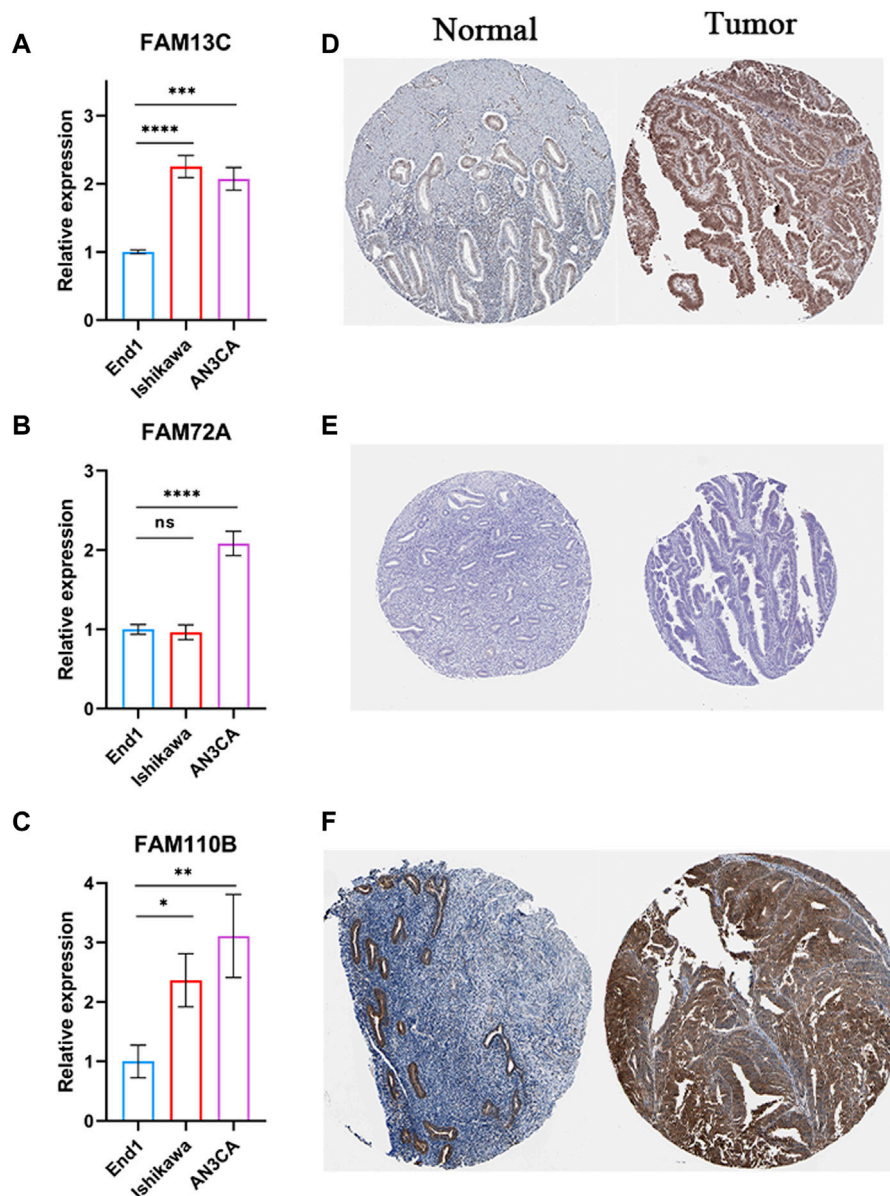 A
FAM13C
Relative expression
3
2
1
0
***
****
End1
Ishikawa
AN3CA
D
Normal
Tumor
B
FAM72A
Relative expression
3
2
1
0
****
ns
End1
Ishikawa
AN3CA
E
C
FAM110B
Relative expression
4
3
2
1
0
**
*
End1
Ishikawa
AN3CA
F